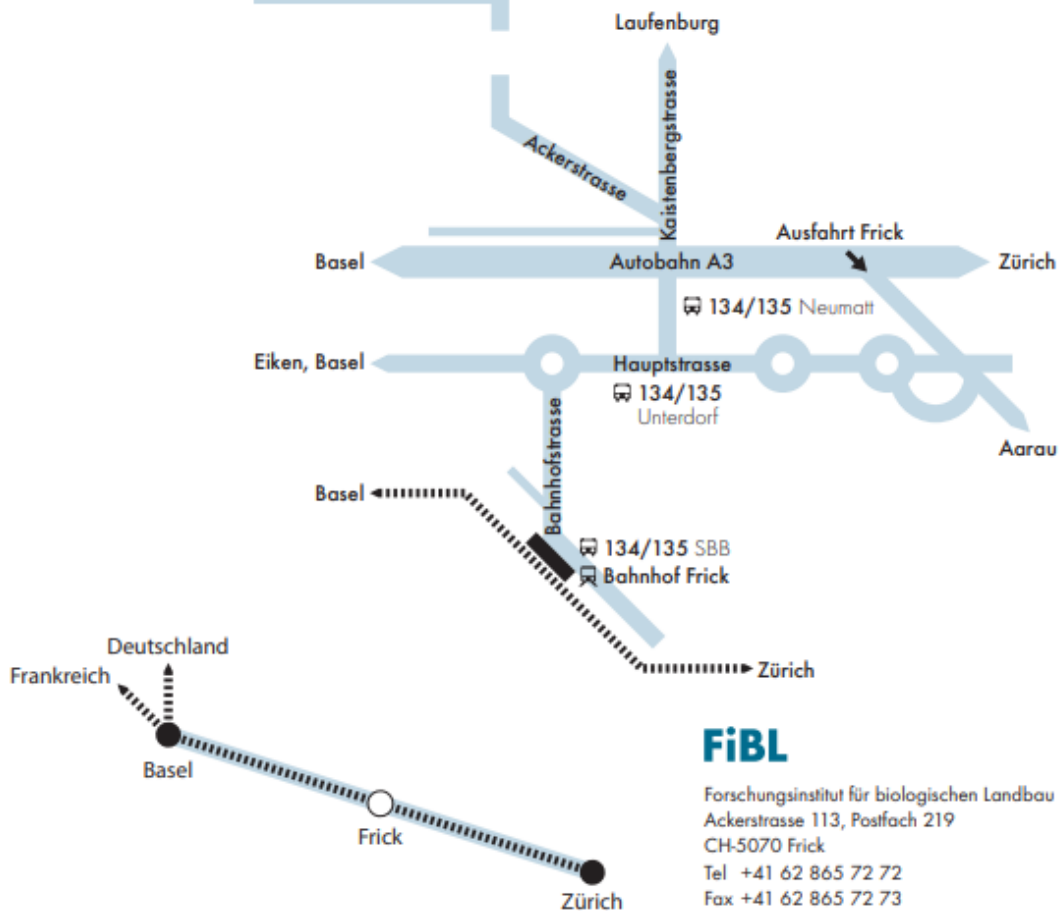 Laufenburg
Kaistenbergstrasse
Ackerstrasse
Ausfahrt Frick
Basel
Autobahn A3
Zürich
134/135 Neumatt
Eiken, Basel
Hauptstrasse
134/135
Unterdorf
Aarau
Bahnhofstrasse
Basel
134/135 SBB
Bahnhof Frick
Zürich
Deutschland
Frankreich
Basel
Frick
Zürich
FiBL
Forschungsinstitut für biologischen Landbau
Ackerstrasse 113, Postfach 219
CH-5070 Frick
Tel +41 62 865 72 72
Fax +41 62 865 72 73